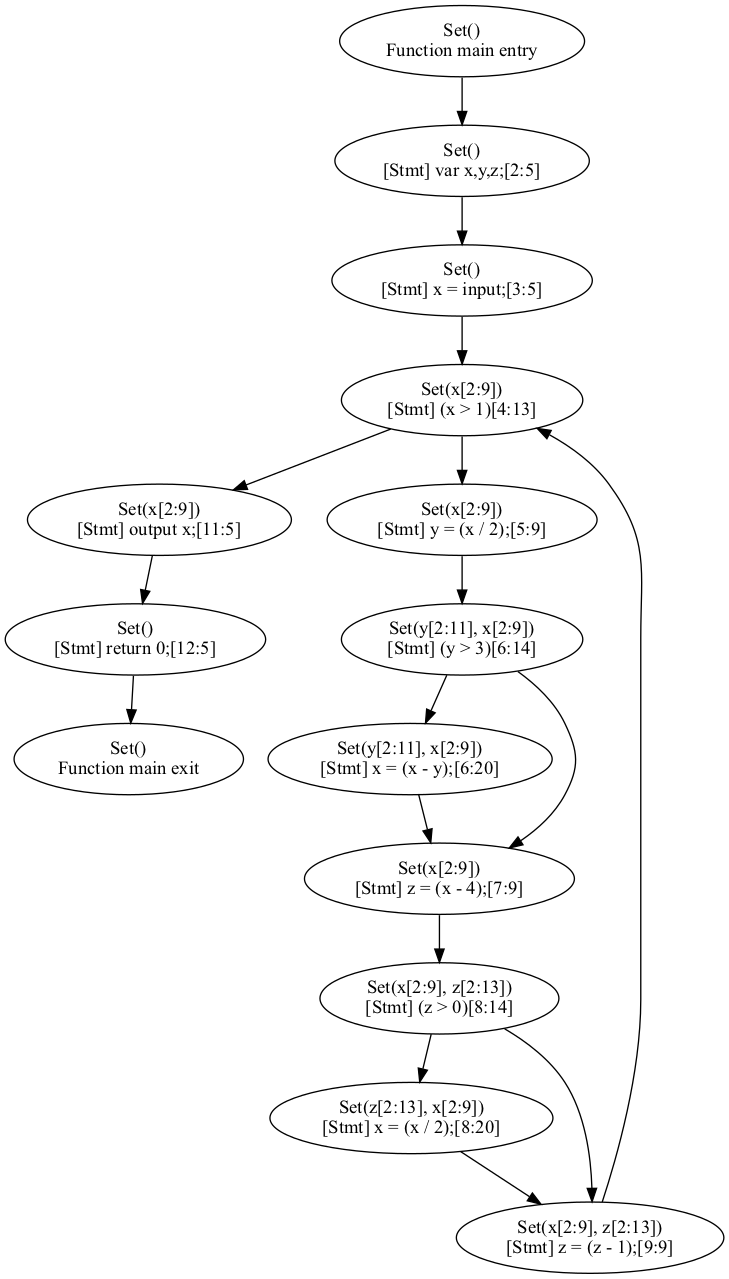 Set()
Function main entry
Set()
[Stmt] var x,y,z;[2:5]
Set()
[Stmt] x = input;[3:5]
Set(x[2:9])
[Stmt] (x > 1)[4:13]
Set(x[2:9])
[Stmt] output x;[11:5]
Set(x[2:9])
[Stmt] y = (x / 2);[5:9]
Set()
[Stmt] return 0;[12:5]
Set(y[2:11], x[2:9])
[Stmt] (y > 3)[6:14]
Set()
Function main exit
Set(y[2:11], x[2:9])
[Stmt] x = (x - y);[6:20]
Set(x[2:9])
[Stmt] z = (x - 4);[7:9]
Set(x[2:9], z[2:13])
[Stmt] (z > 0)[8:14]
Set(z[2:13], x[2:9])
[Stmt] x = (x / 2);[8:20]
Set(x[2:9], z[2:13])
[Stmt] z = (z - 1);[9:9]